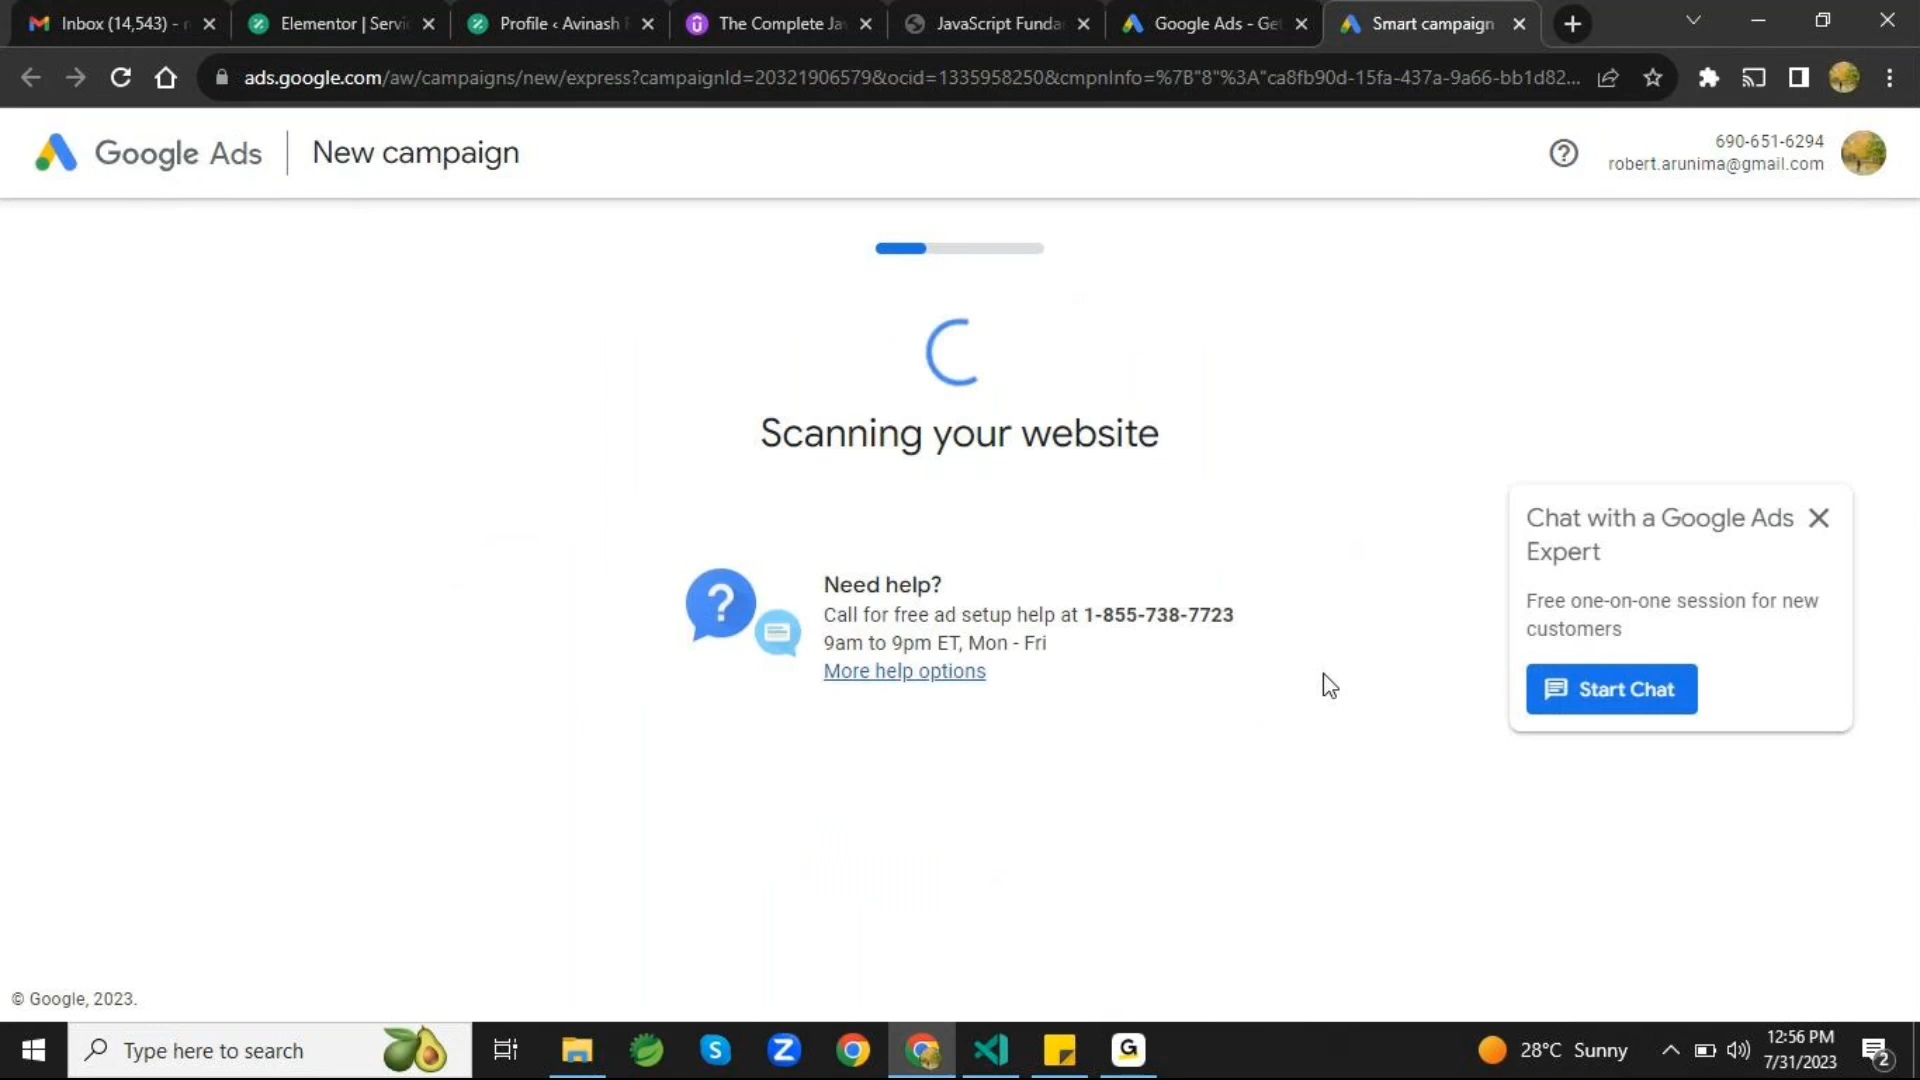 Inbox (14,543) -
Elementor | Servi
Profile ‹ Avinash
The Complete Ja
JavaScript Funda
Google Ads - Get
Smart campaign
ads.google.com/aw/campaigns/new/express?campaignId=20321906579&ocid=1335958250&cmpnInfo=%7B"8"%3A"ca8fb90d-15fa-437a-9a66-bb1d82...
Google Ads
New campaign
690-651-6294
robert.arunima@gmail.com
Scanning your website
Need help?
Call for free ad setup help at 1-855-738-7723
9am to 9pm ET, Mon - Fri
More help options
Chat with a Google Ads
Expert
Free one-on-one session for new
customers
Start Chat
© Google, 2023.
Type here to search
28°C Sunny
12:56 PM
7/31/2023
2